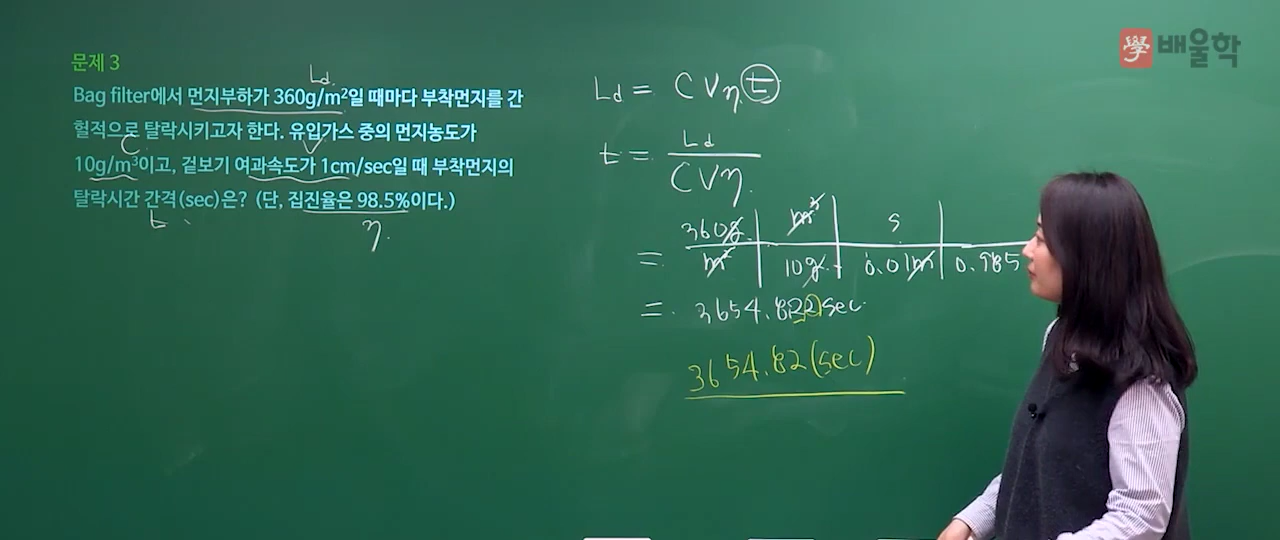 學 배울학
문제 3
Ld
Bag filter에서 먼지부하가 360g/m²일 때마다 부착먼지를 간
헐적으로 탈락시키고자 한다. 유입가스 중의 먼지농도가
C V
10g/m³이고, 겉보기 여과속도가 1cm/sec일 때 부착먼지의
탈락시간 간격(sec)은? (단, 집진율은 98.5%이다.)
t η.
Ld = C V η t
t = Ld / C V η.
= 360g | m³ | s
m² | 10g | 0.01m | 0.985
= 3654.822sec
3654.82(sec)